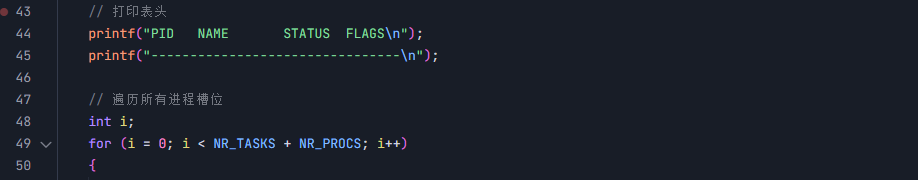 43 // 打印表头
44 printf("PID   NAME       STATUS  FLAGS\n");
45 printf("--------------------------------\n");
46
47 // 遍历所有进程槽位
48 int i;
49 for (i = 0; i < NR_TASKS + NR_PROCS; i++)
50 {